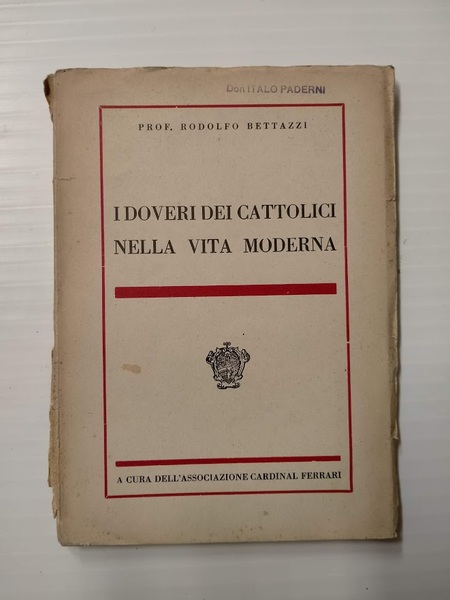 Don ITALO PADERNI
PROF. RODOLFO BETTAZZI
I DOVERI DEI CATTOLICI
NELLA VITA MODERNA
A CURA DELL'ASSOCIAZIONE CARDINAL FERRARI